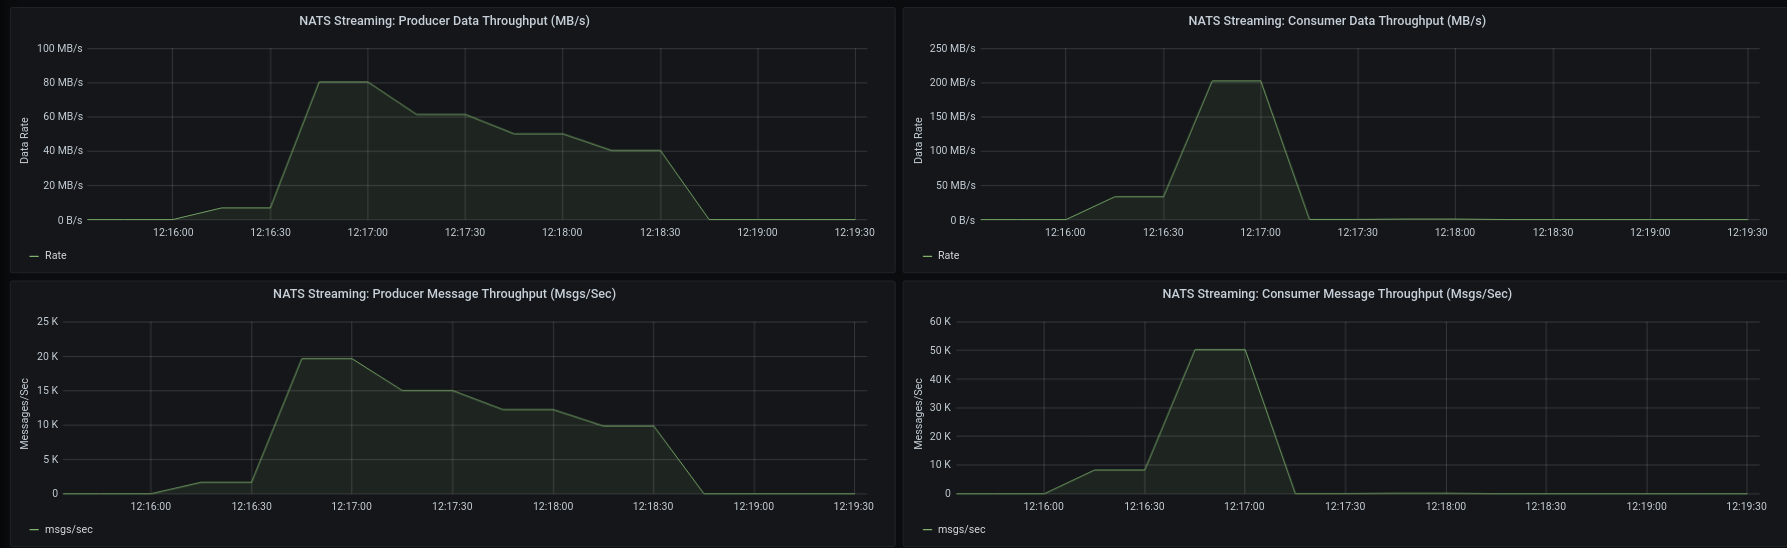 NATS Streaming: Producer Data Throughput (MB/s)
100 MB/s
80 MB/s
60 MB/s
40 MB/s
20 MB/s
0 B/s
Data Rate
12:16:00 12:16:30 12:17:00 12:17:30 12:18:00 12:18:30 12:19:00 12:19:30
Rate
NATS Streaming: Consumer Data Throughput (MB/s)
250 MB/s
200 MB/s
150 MB/s
100 MB/s
50 MB/s
0 B/s
Data Rate
12:16:00 12:16:30 12:17:00 12:17:30 12:18:00 12:18:30 12:19:00 12:19:30
Rate
NATS Streaming: Producer Message Throughput (Msgs/Sec)
25 K
20 K
15 K
10 K
5 K
0
Messages/Sec
12:16:00 12:16:30 12:17:00 12:17:30 12:18:00 12:18:30 12:19:00 12:19:30
msgs/sec
NATS Streaming: Consumer Message Throughput (Msgs/Sec)
60 K
50 K
40 K
30 K
20 K
10 K
0
Messages/Sec
12:16:00 12:16:30 12:17:00 12:17:30 12:18:00 12:18:30 12:19:00 12:19:30
msgs/sec